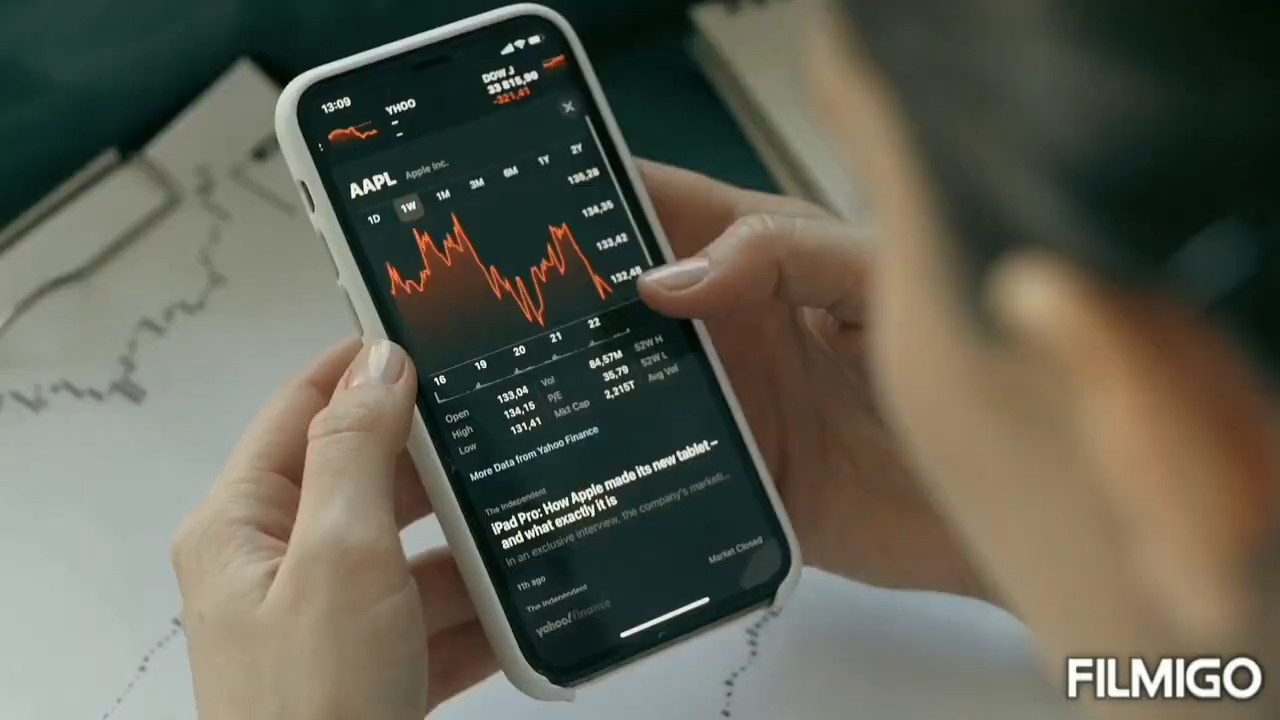 13:09
YHOO
-
-
DOW J
33 815,90
-321,41
AAPL Apple Inc.
1D 1W 1M 3M 6M 1Y 2Y
135,28
134,35
133,42
132,48
16 19 20 21 22
Open 133,04
High 134,15
Low 131,41
Vol 84,57M
P/E 35,79
Mkt Cap 2,215T
52W H
52W L
Avg Vol
More Data from Yahoo Finance
The Independent
iPad Pro: How Apple made its new tablet –
and what exactly it is
In an exclusive interview, the company's marketi...
11h ago
The Independent
yahoo/finance
Market Closed
FILMIGO